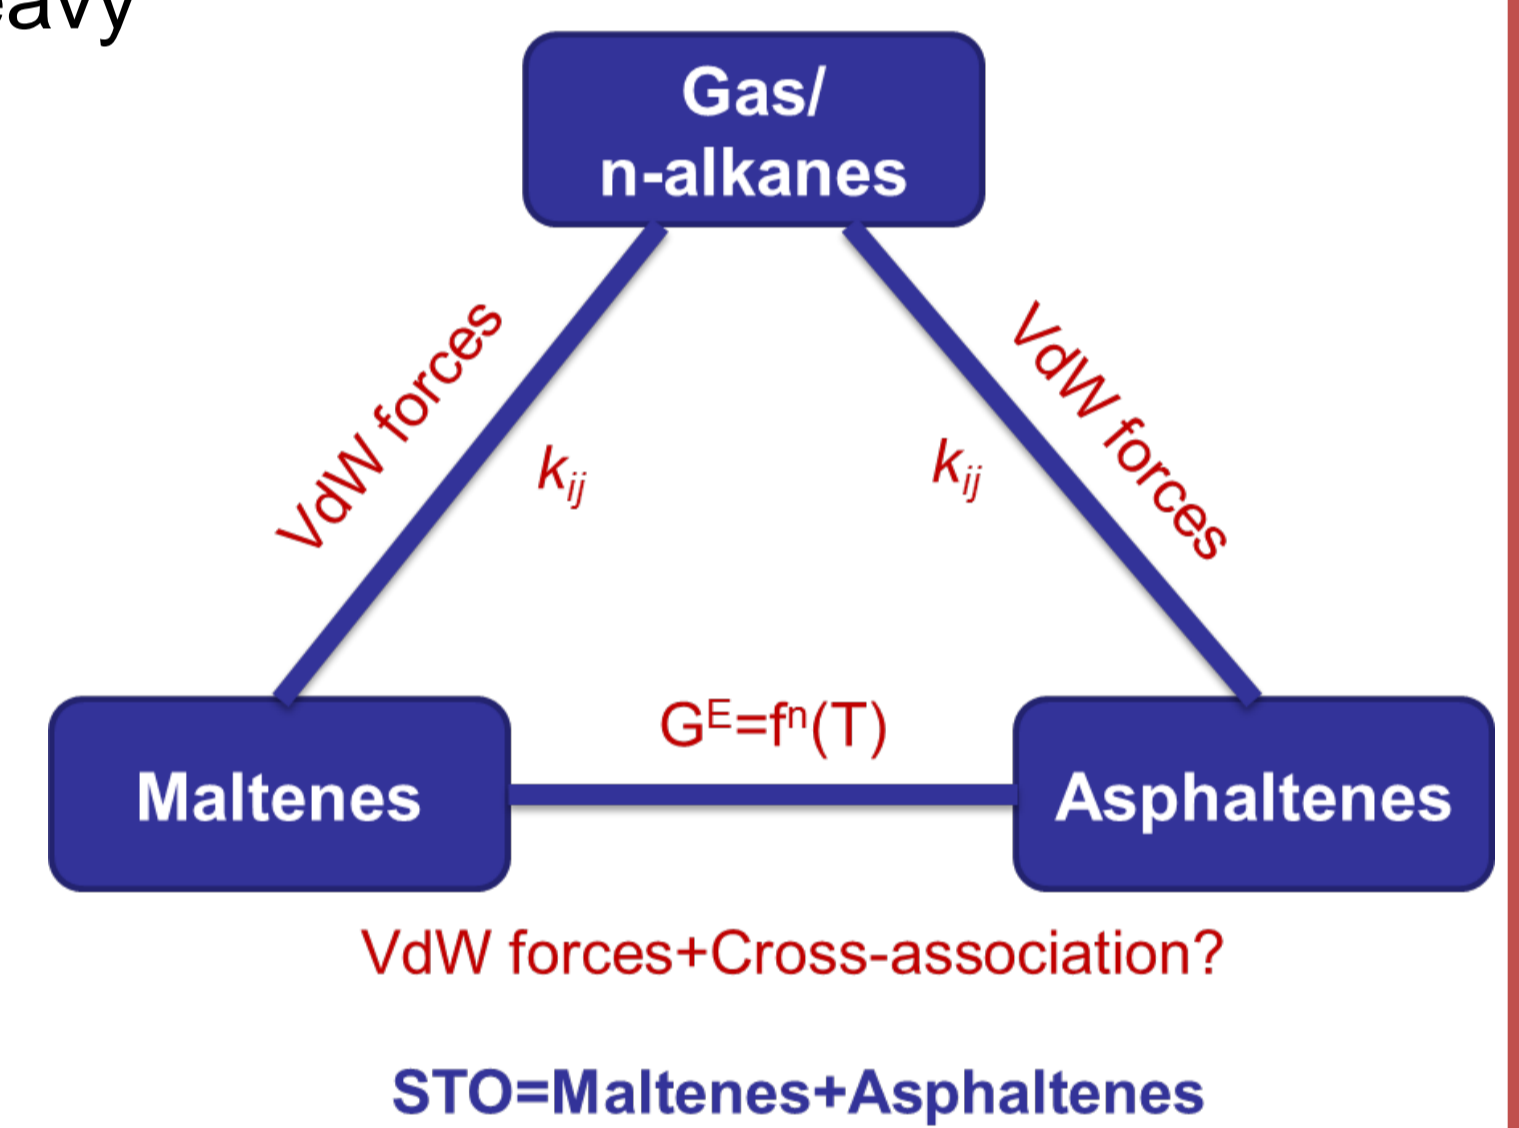 Gas/
n-alkanes
VdW forces
VdW forces
kij
kij
Maltenes
Gᴱ=fⁿ(T)
Asphaltenes
VdW forces+Cross-association?
STO=Maltenes+Asphaltenes